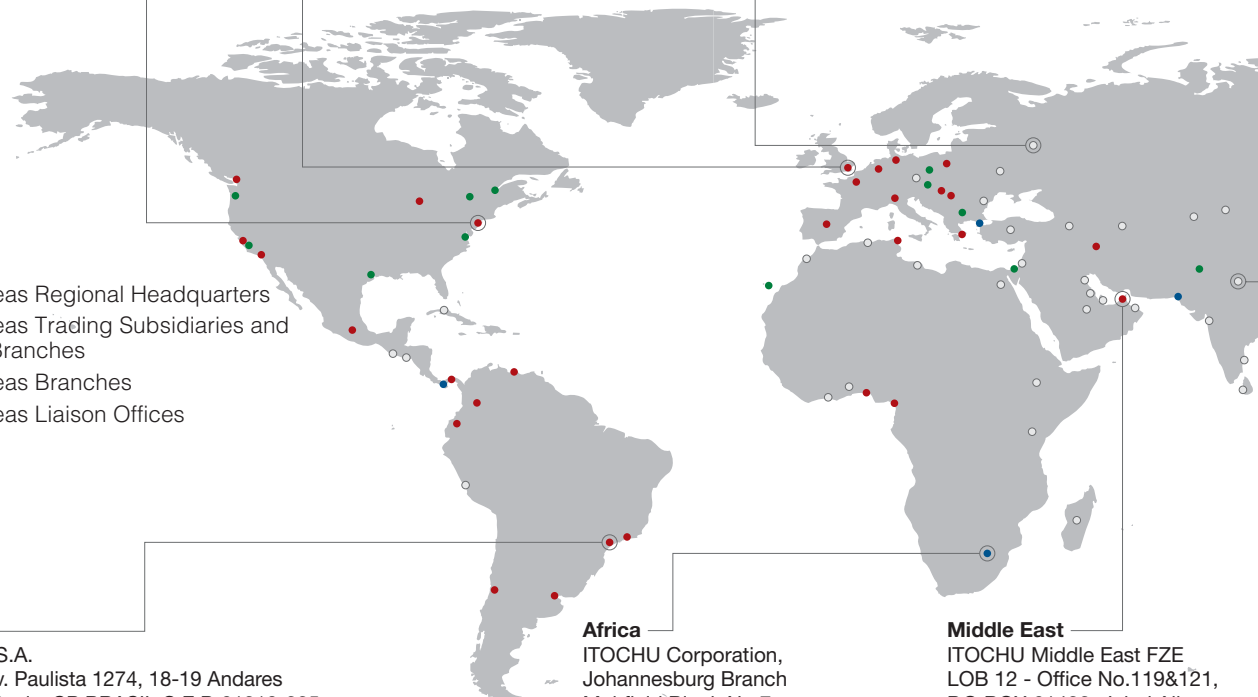 eas Regional Headquarters
eas Trading Subsidiaries and
Branches
eas Branches
eas Liaison Offices
S.A.
. Paulista 1274, 18-19 Andares
Africa
ITOCHU Corporation,
Johannesburg Branch
Middle East
ITOCHU Middle East FZE
LOB 12 - Office No.119&121,